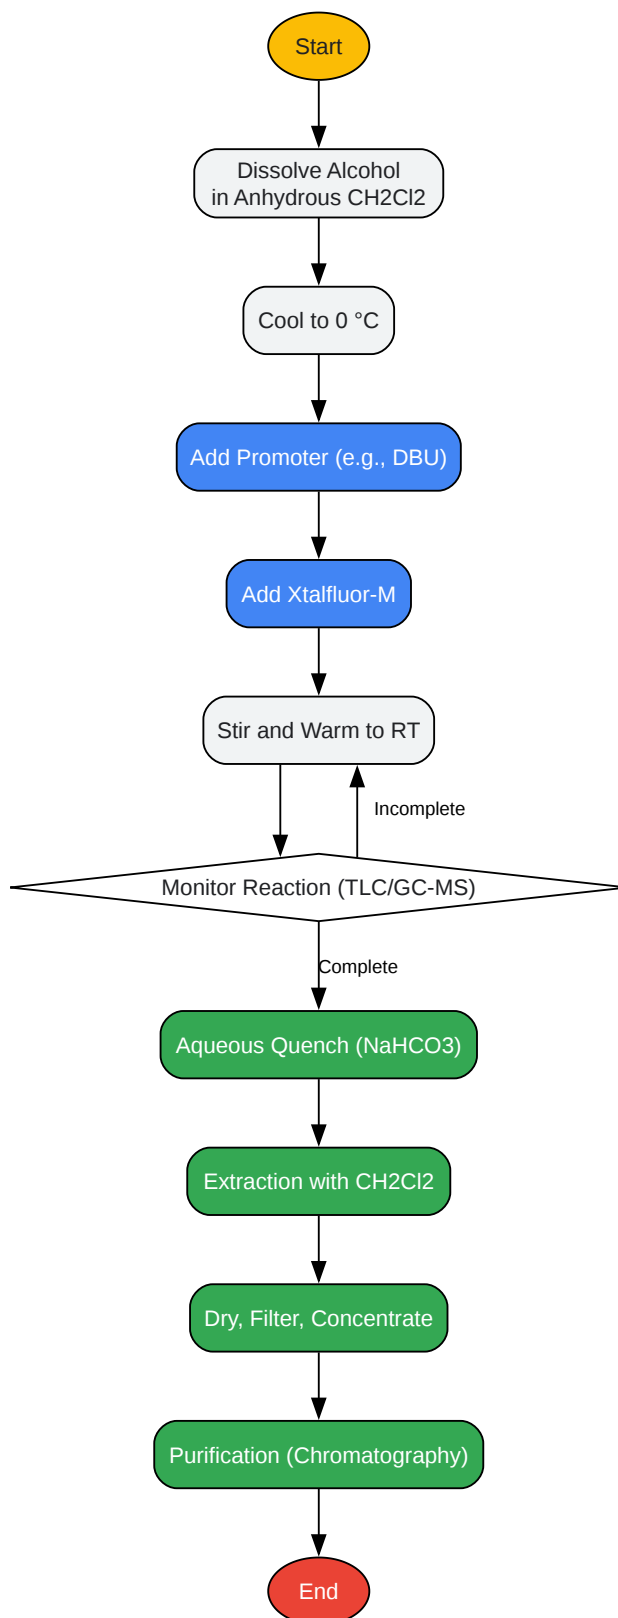 Start
Dissolve Alcohol
in Anhydrous CH2Cl2
Cool to 0 °C
Add Promoter (e.g., DBU)
Add Xtalfluor-M
Stir and Warm to RT
Incomplete
Monitor Reaction (TLC/GC-MS)
Complete
Aqueous Quench (NaHCO3)
Extraction with CH2Cl2
Dry, Filter, Concentrate
Purification (Chromatography)
End